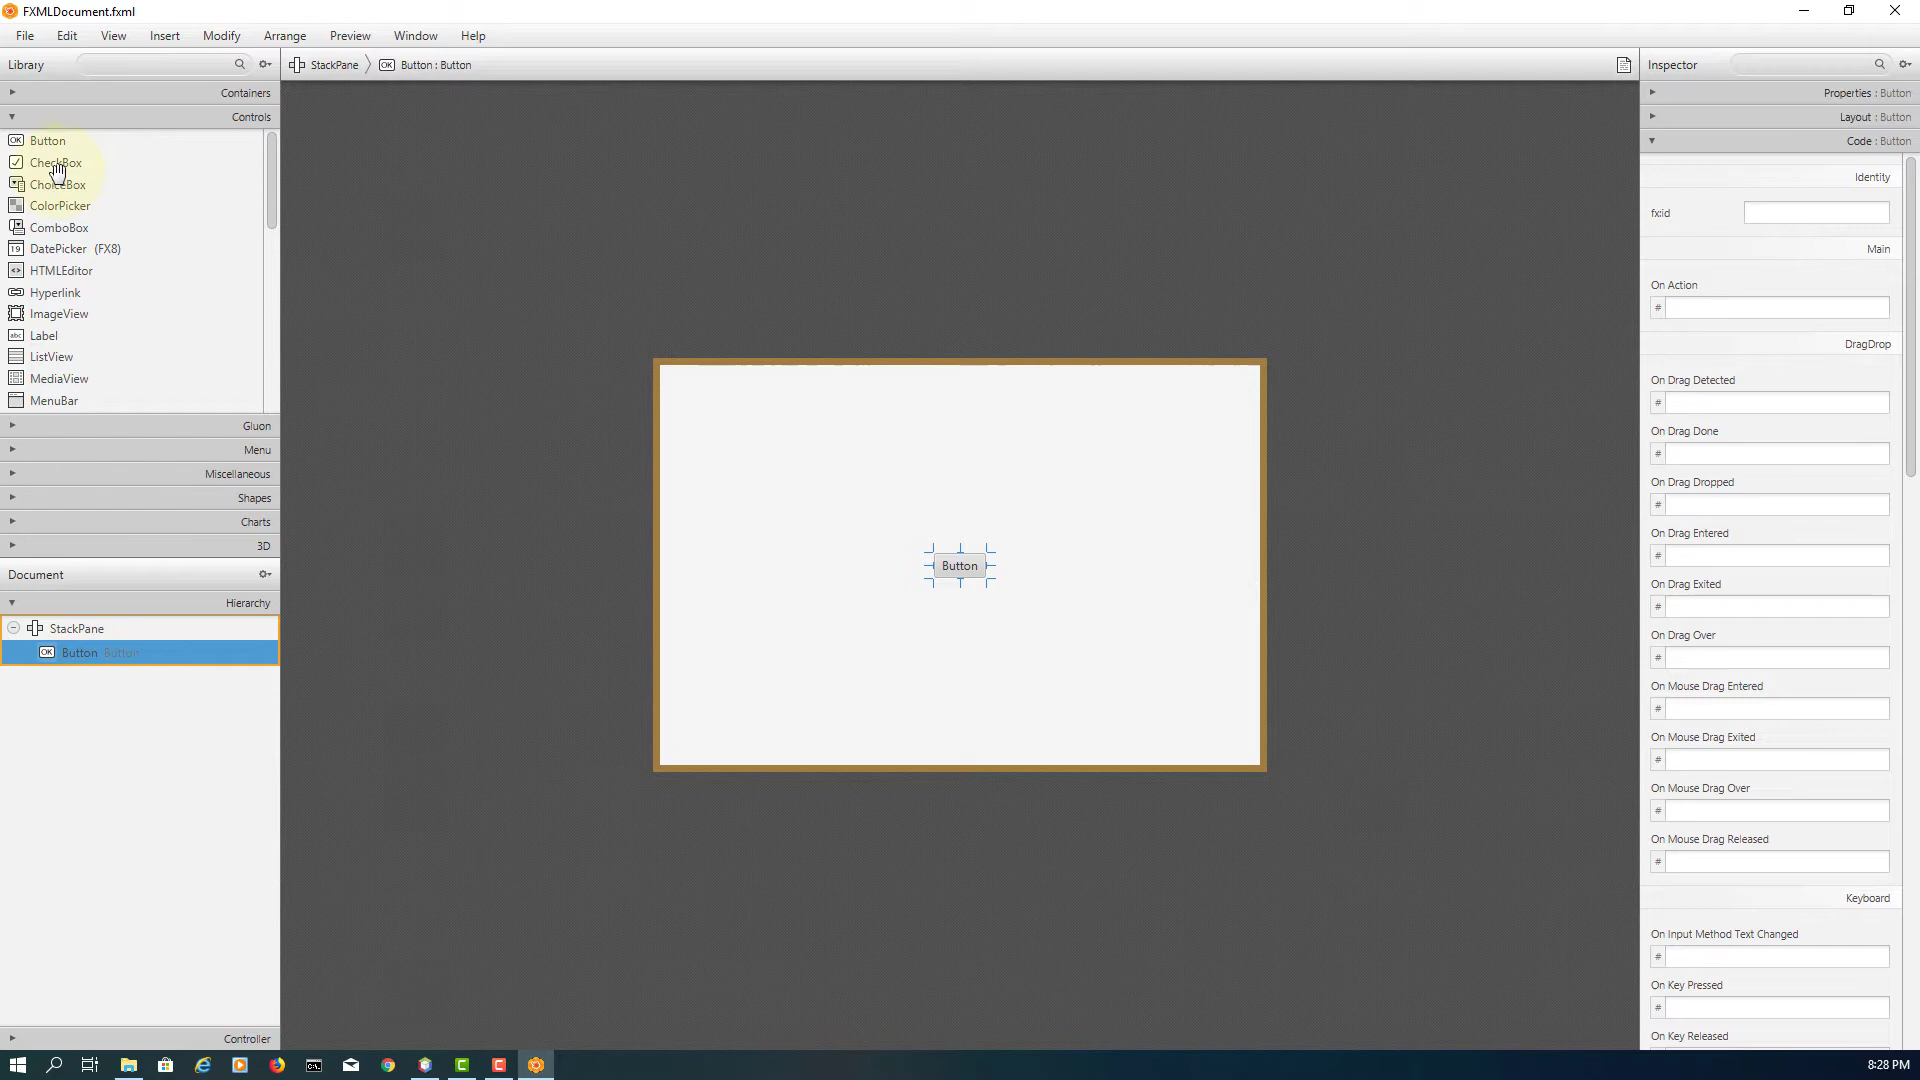 FXMLDocument.fxml
File Edit View Insert Modify Arrange Preview Window Help
Library
StackPane Button : Button
Inspector
Containers
Controls
Button
CheckBox
ChoiceBox
ColorPicker
ComboBox
DatePicker (FX8)
HTMLEditor
Hyperlink
ImageView
Label
ListView
MediaView
MenuBar
Gluon
Menu
Miscellaneous
Shapes
Charts
3D
Document
Hierarchy
StackPane
Button Button
Controller
Button
Properties : Button
Layout : Button
Code : Button
Identity
fx:id
Main
On Action
#
DragDrop
On Drag Detected
#
On Drag Done
#
On Drag Dropped
#
On Drag Entered
#
On Drag Exited
#
On Drag Over
#
On Mouse Drag Entered
#
On Mouse Drag Exited
#
On Mouse Drag Over
#
On Mouse Drag Released
#
Keyboard
On Input Method Text Changed
#
On Key Pressed
#
On Key Released
8:28 PM